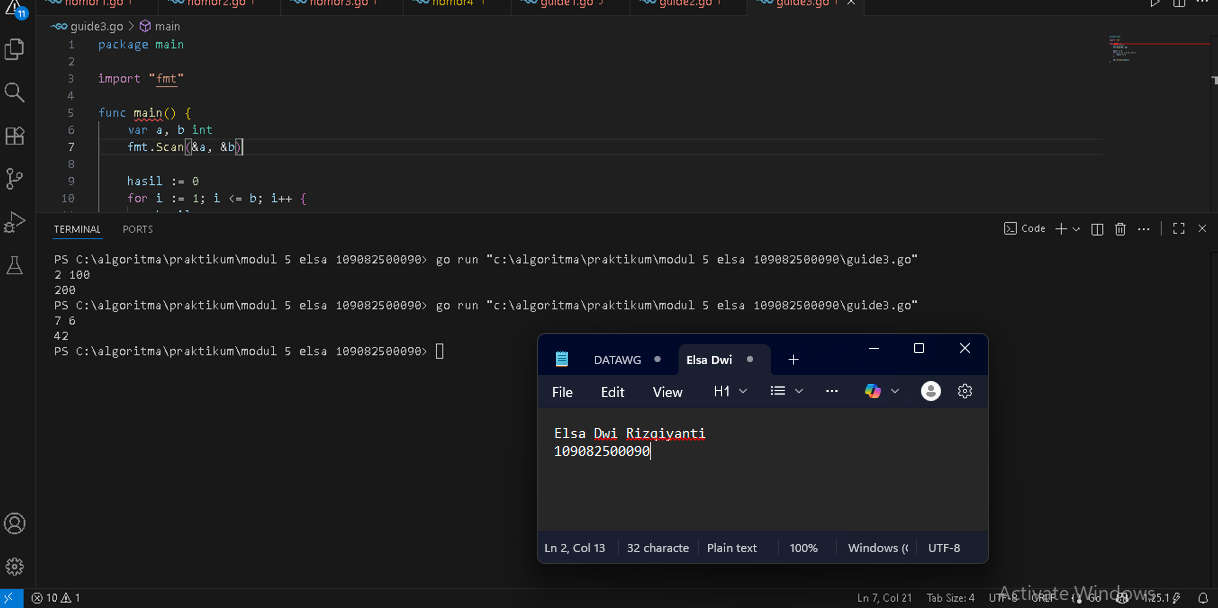 11
nomor1.go 1
nomor2.go 1
nomor3.go 1
nomor4 1
guide1.go
guide2.go 1
guide3.go 1
guide3.go > main
1 package main
2
3 import "fmt"
4
5 func main() {
6 var a, b int
7 fmt.Scan(&a, &b)
8
9 hasil := 0
10 for i := 1; i <= b; i++ {
TERMINAL PORTS
Code
PS C:\algoritma\praktikum\modul 5 elsa 109082500090> go run "c:\algoritma\praktikum\modul 5 elsa 109082500090\guide3.go"
2 100
200
PS C:\algoritma\praktikum\modul 5 elsa 109082500090> go run "c:\algoritma\praktikum\modul 5 elsa 109082500090\guide3.go"
7 6
42
PS C:\algoritma\praktikum\modul 5 elsa 109082500090>
DATAWG Elsa Dwi
File Edit View H1
Elsa Dwi Rizqiyanti
109082500090
Ln 2, Col 13 32 characte Plain text 100% Windows (C UTF-8
Activate Windows
10 1 Ln 7, Col 21 Tab Size: 4 UTF-8 CRLF Go 1.25.1